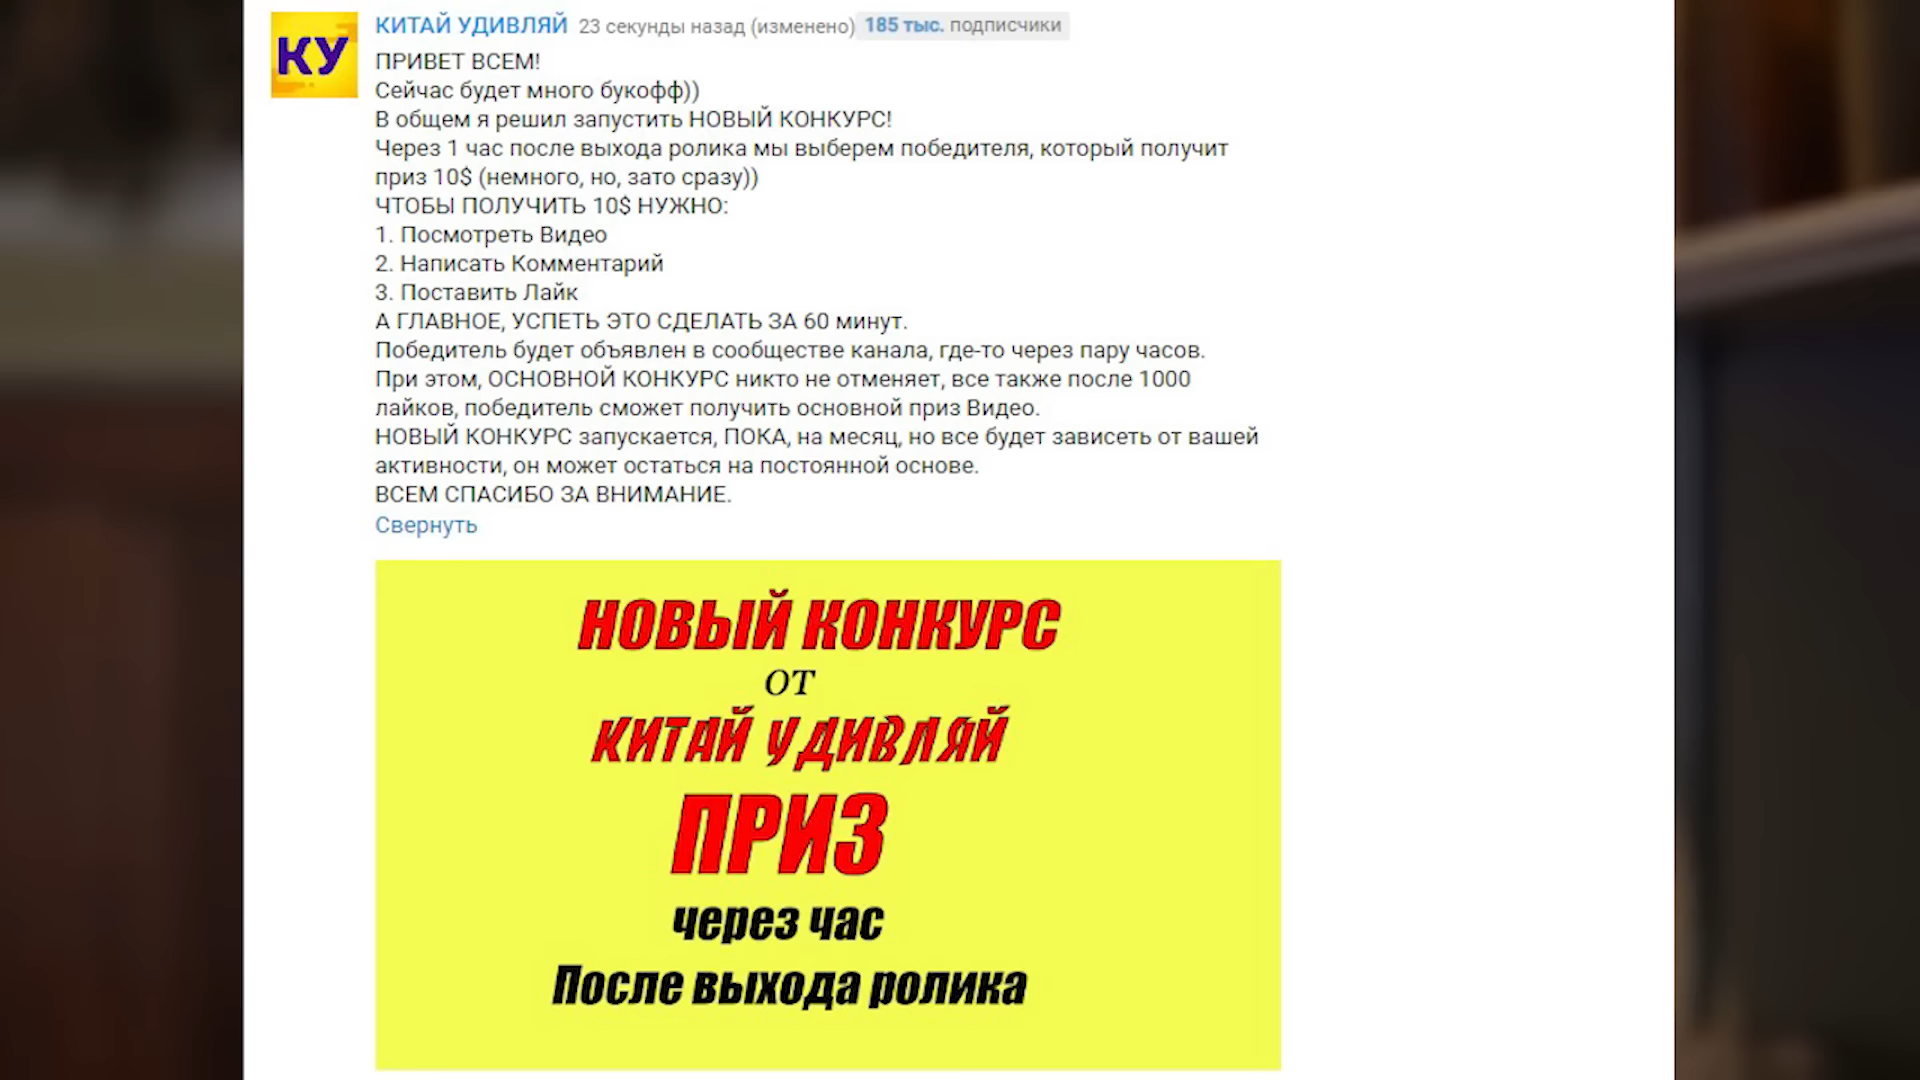 КУ
КИТАЙ УДИВЛЯЙ 23 секунды назад (изменено) 185 тыс. подписчики
ПРИВЕТ ВСЕМ!
Сейчас будет много букофф))
В общем я решил запустить НОВЫЙ КОНКУРС!
Через 1 час после выхода ролика мы выберем победителя, который получит
приз 10$ (немного, но, зато сразу))
ЧТОБЫ ПОЛУЧИТЬ 10$ НУЖНО:
1. Посмотреть Видео
2. Написать Комментарий
3. Поставить Лайк
А ГЛАВНОЕ, УСПЕТЬ ЭТО СДЕЛАТЬ ЗА 60 минут.
Победитель будет объявлен в сообществе канала, где-то через пару часов.
При этом, ОСНОВНОЙ КОНКУРС никто не отменяет, все также после 1000
лайков, победитель сможет получить основной приз Видео.
НОВЫЙ КОНКУРС запускается, ПОКА, на месяц, но все будет зависеть от вашей
активности, он может остаться на постоянной основе.
ВСЕМ СПАСИБО ЗА ВНИМАНИЕ.
Свернуть
НОВЫЙ КОНКУРС
ОТ
КИТАЙ УДИВЛЯЙ
ПРИЗ
через час
После выхода ролика